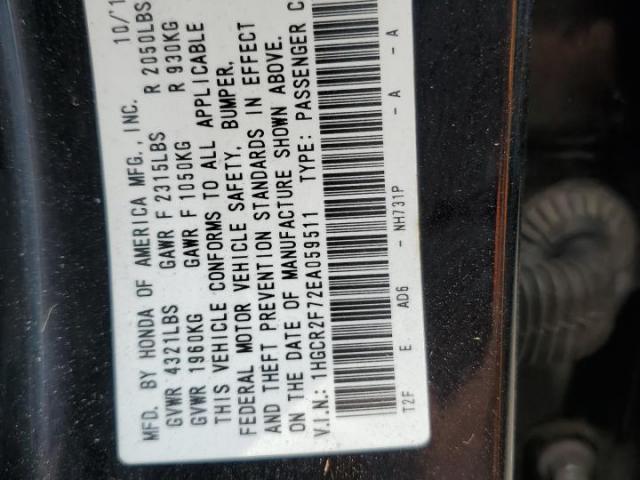 MFD. BY HONDA OF AMERICA MFG., INC. 10/1
GVWR 4321LBS GAWR F 2315LBS R 2050LBS
GVWR 1960KG GAWR F 1050KG R 930KG
THIS VEHICLE CONFORMS TO ALL APPLICABLE
FEDERAL MOTOR VEHICLE SAFETY, BUMPER,
AND THEFT PREVENTION STANDARDS IN EFFECT
ON THE DATE OF MANUFACTURE SHOWN ABOVE.
V.I.N.: 1HGCR2F72EA059511 TYPE: PASSENGER C
T2F E. AD6 - NH731P - A - A